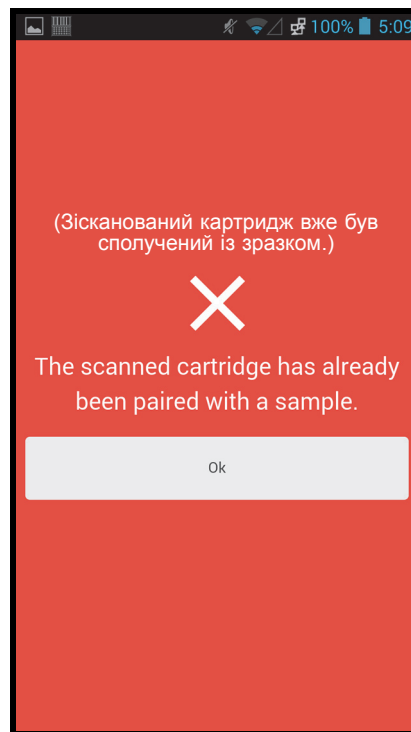 100% 5:09
(Зісканований картридж вже був
сполучений із зразком.)
The scanned cartridge has already
been paired with a sample.
Ok